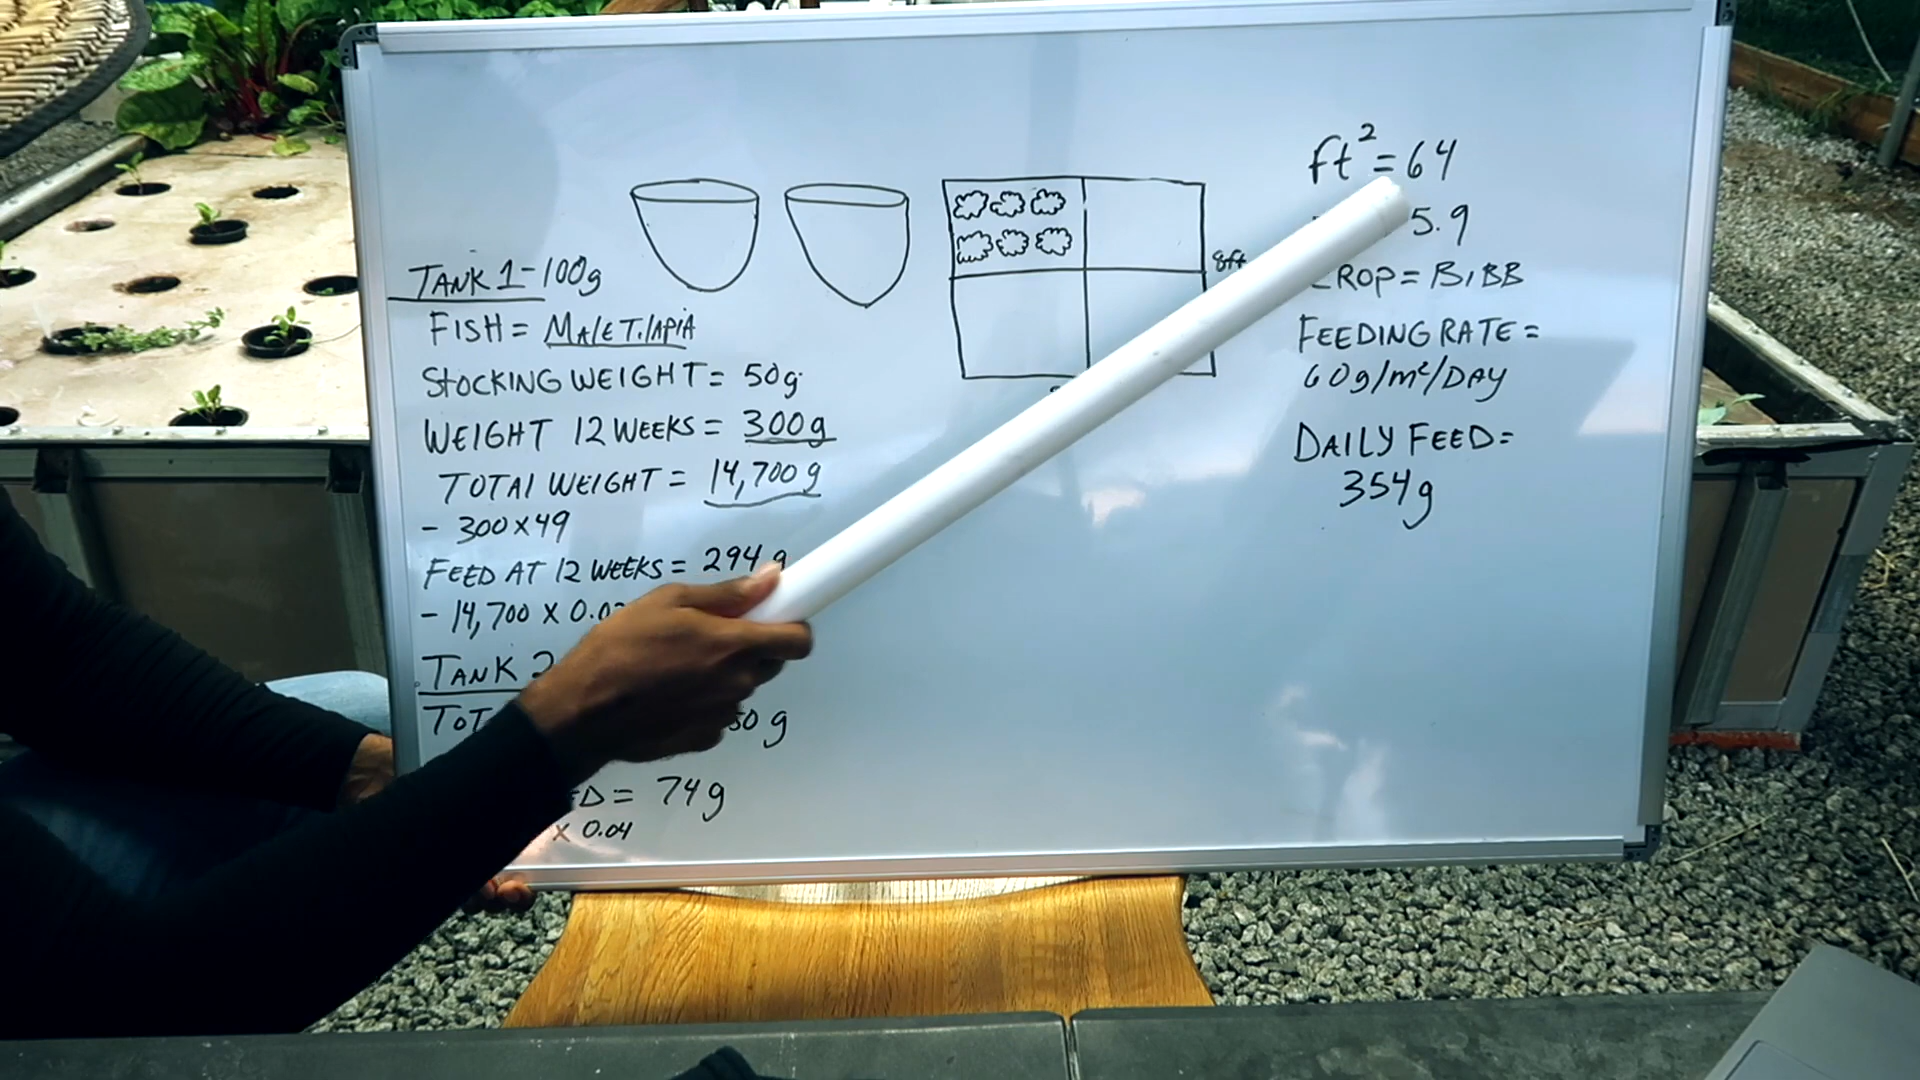 TANK 1-100g
FISH = MALE TILAPIA
STOCKING WEIGHT = 50g
WEIGHT 12 WEEKS = 300g
TOTAL WEIGHT = 14,700g
- 300 X 49
FEED AT 12 WEEKS = 294 g
- 14,700 X 0.0
TANK 2
TOT 50 g
ED = 74g
X 0.04
8ft
ft² = 64
5.9
ROP = BIBB
FEEDING RATE =
60g/m²/DAY
DAILY FEED =
354g